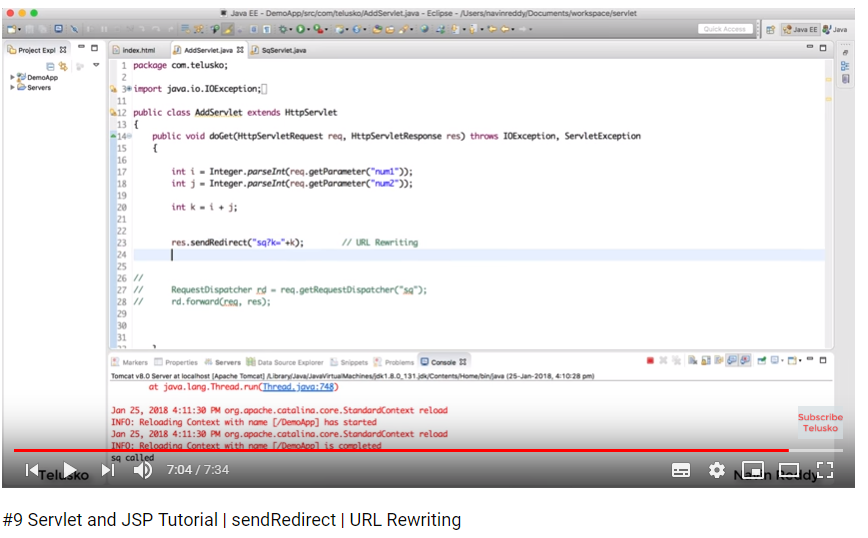 Java EE - DemoApp/src/com/telusko/AddServlet.java - Eclipse - /Users/navinreddy/Documents/workspace/servlet
Quick Access
Java EE
Java
Project Expl
index.html
AddServlet.java
SqServlet.java
DemoApp
Servers
1 package com.telusko;
2
3 import java.io.IOException;
11
12 public class AddServlet extends HttpServlet
13 {
14 public void doGet(HttpServletRequest req, HttpServletResponse res) throws IOException, ServletException
15 {
16
17 int i = Integer.parseInt(req.getParameter("num1"));
18 int j = Integer.parseInt(req.getParameter("num2"));
19
20 int k = i + j;
21
22
23 res.sendRedirect("sq?k="+k); // URL Rewriting
24
25
26 //
27 // RequestDispatcher rd = req.getRequestDispatcher("sq");
28 // rd.forward(req, res);
29
30
31
Markers
Properties
Servers
Data Source Explorer
Snippets
Problems
Console
Tomcat v8.0 Server at localhost [Apache Tomcat] /Library/Java/JavaVirtualMachines/jdk1.8.0_131.jdk/Contents/Home/bin/java (25-Jan-2018, 4:10:28 pm)
at java.lang.Thread.run(Thread.java:748)
Jan 25, 2018 4:11:30 PM org.apache.catalina.core.StandardContext reload
INFO: Reloading Context with name [/DemoApp] has started
Jan 25, 2018 4:11:30 PM org.apache.catalina.core.StandardContext reload
INFO: Reloading Context with name [/DemoApp] is completed
sq called
Subscribe
Telusko
7:04 / 7:34
Telusko
Navin Reddy
#9 Servlet and JSP Tutorial | sendRedirect | URL Rewriting